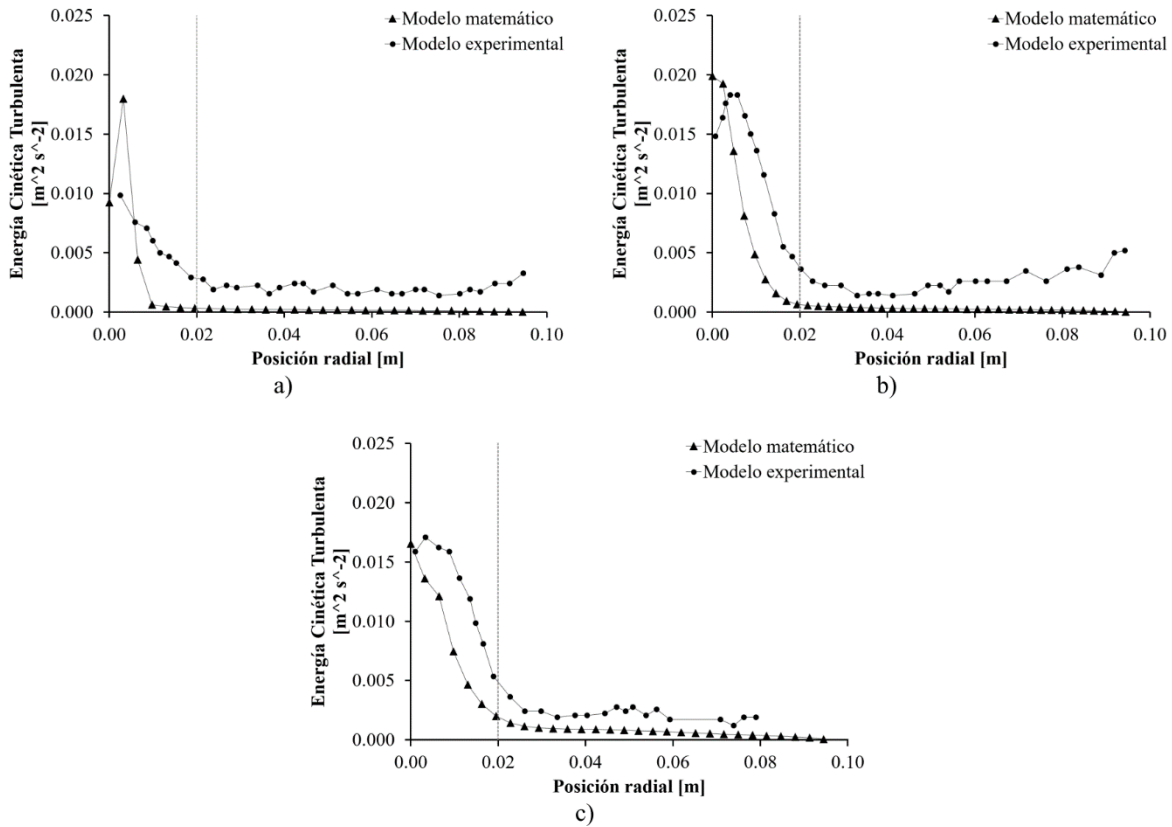 0.025
0.020
0.015
0.010
0.005
0.000
Energía Cinética Turbulenta
[m^2 s^-2]
Modelo matemático
Modelo experimental
0.00 0.02 0.04 0.06 0.08 0.10
Posición radial [m]
a)
0.025
0.020
0.015
0.010
0.005
0.000
Energía Cinética Turbulenta
[m^2 s^-2]
Modelo matemático
Modelo experimental
0.00 0.02 0.04 0.06 0.08 0.10
Posición radial [m]
b)
0.025
0.020
0.015
0.010
0.005
0.000
Energía Cinética Turbulenta
[m^2 s^-2]
Modelo matemático
Modelo experimental
0.00 0.02 0.04 0.06 0.08 0.10
Posición radial [m]
c)